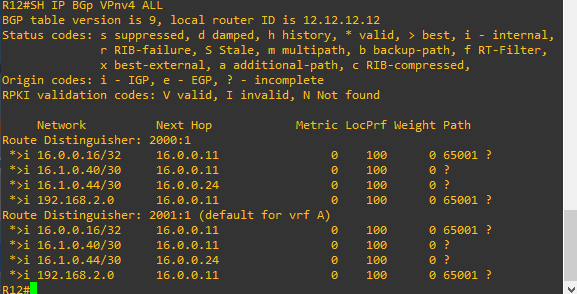 R12#SH IP BGp VPnv4 ALL
BGP table version is 9, local router ID is 12.12.12.12
Status codes: s suppressed, d damped, h history, * valid, > best, i - internal,
r RIB-failure, S Stale, m multipath, b backup-path, f RT-Filter,
x best-external, a additional-path, c RIB-compressed,
Origin codes: i - IGP, e - EGP, ? - incomplete
RPKI validation codes: V valid, I invalid, N Not found
Network Next Hop Metric LocPrf Weight Path
Route Distinguisher: 2000:1
*>i 16.0.0.16/32 16.0.0.11 0 100 0 65001 ?
*>i 16.1.0.40/30 16.0.0.11 0 100 0 ?
*>i 16.1.0.44/30 16.0.0.24 0 100 0 ?
*>i 192.168.2.0 16.0.0.11 0 100 0 65001 ?
Route Distinguisher: 2001:1 (default for vrf A)
*>i 16.0.0.16/32 16.0.0.11 0 100 0 65001 ?
*>i 16.1.0.40/30 16.0.0.11 0 100 0 ?
*>i 16.1.0.44/30 16.0.0.24 0 100 0 ?
*>i 192.168.2.0 16.0.0.11 0 100 0 65001 ?
R12#